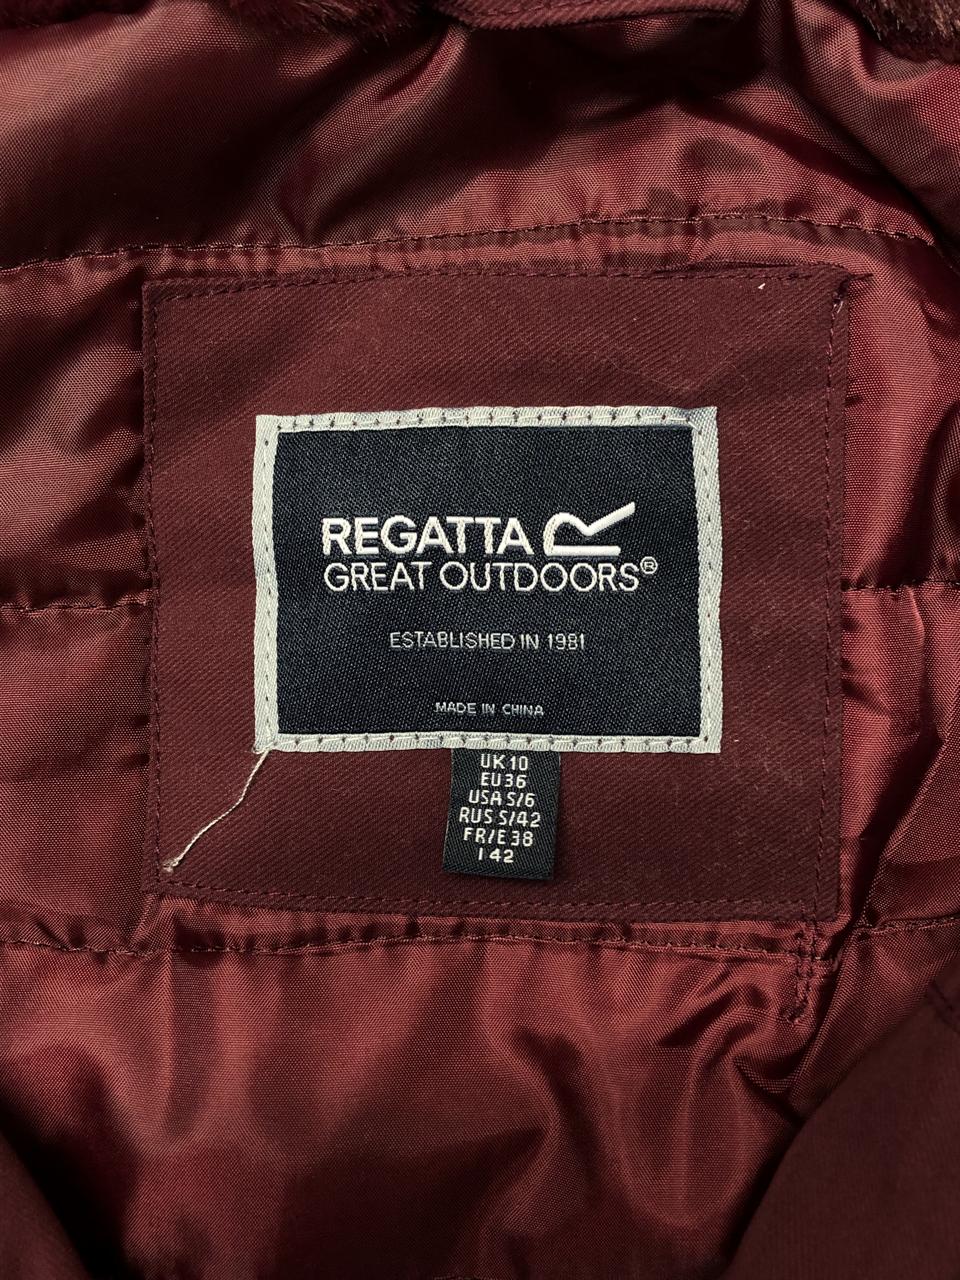 REGATTA
GREAT OUTDOORS®
ESTABLISHED IN 1981
MADE IN CHINA
UK 10
EU 36
USA S/6
RUS S/42
FR/E 38
I 42